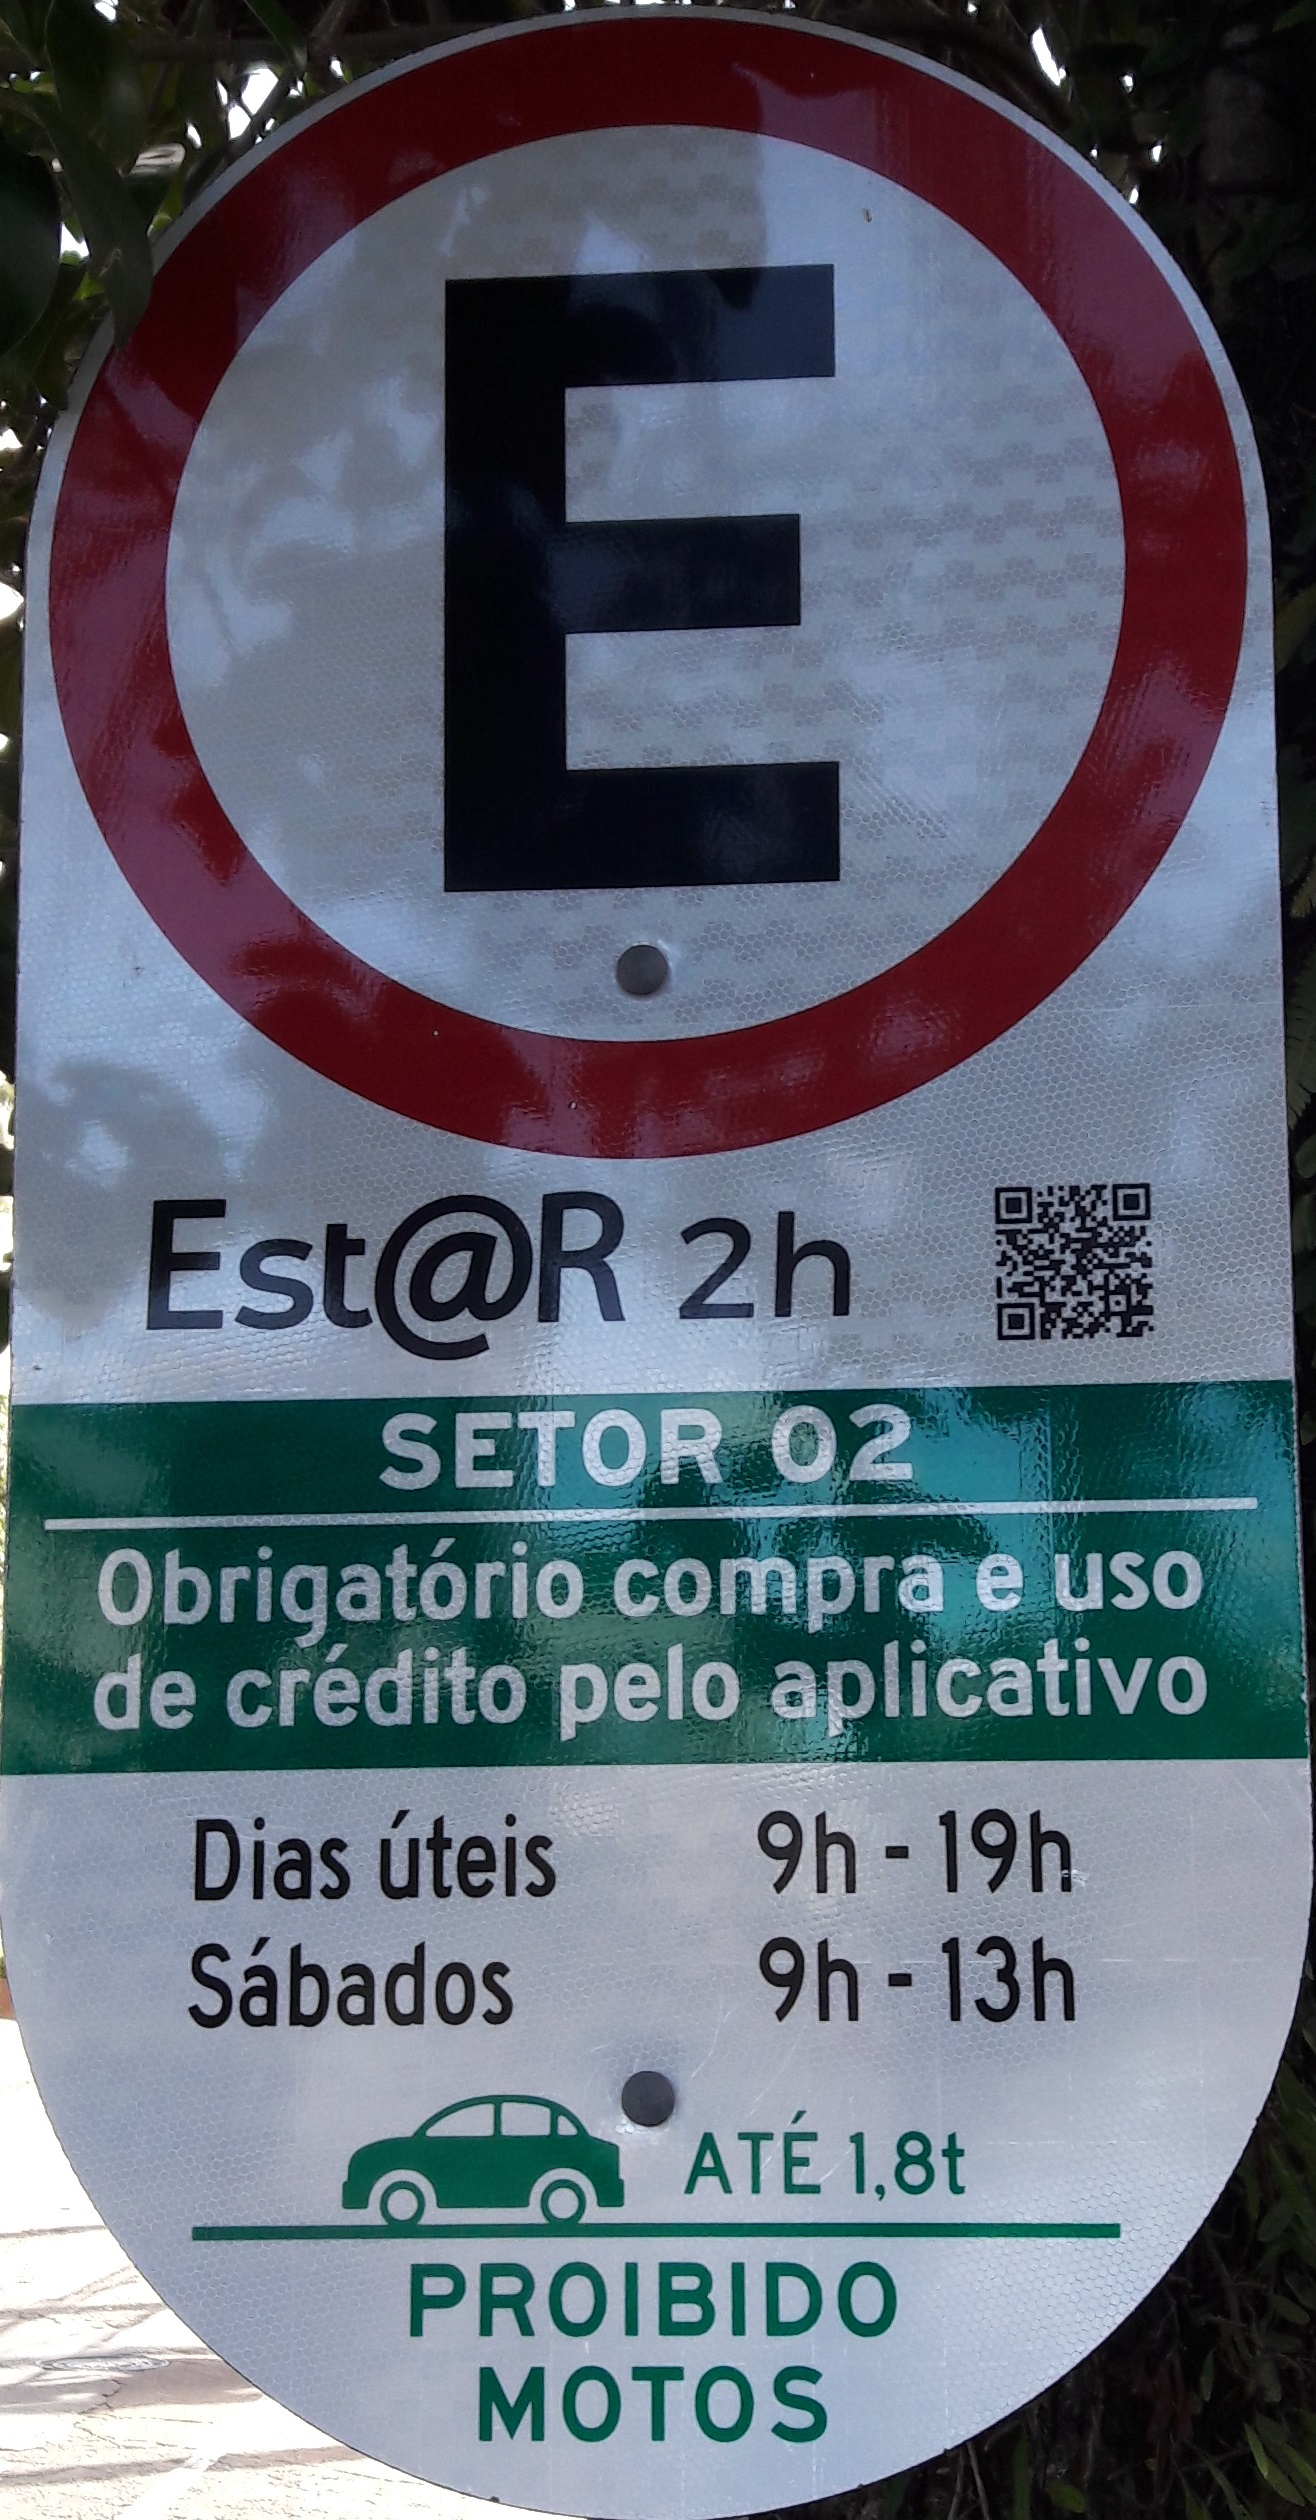 E
Est@R 2h
SETOR 02
Obrigatório compra e uso
de crédito pelo aplicativo
Dias úteis 9h - 19h
Sábados 9h - 13h
ATÉ 1,8t
PROIBIDO
MOTOS